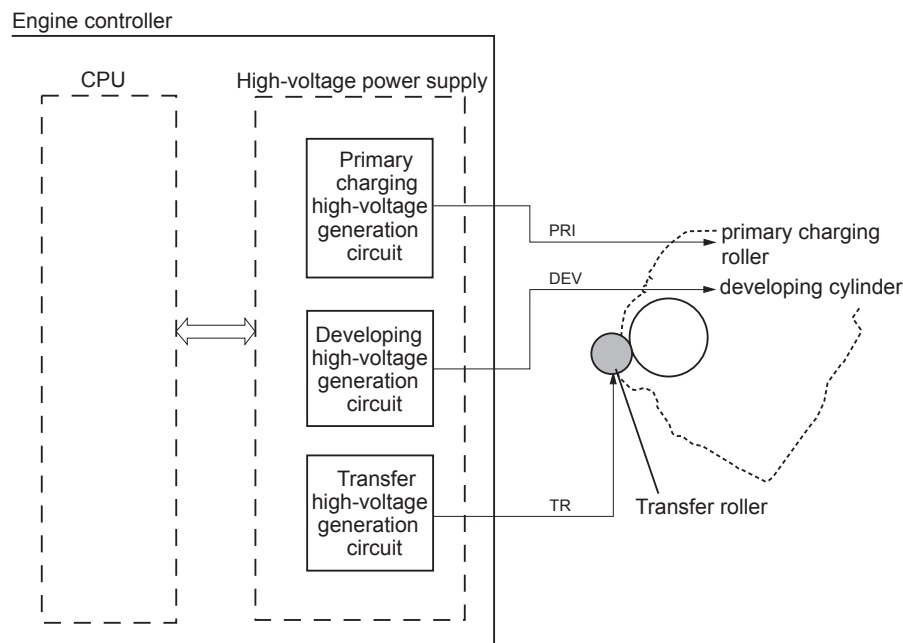 Engine controller
CPU
High-voltage power supply
Primary
charging
high-voltage
generation
circuit
PRI
primary charging
roller
DEV
developing cylinder
Developing
high-voltage
generation
circuit
Transfer
high-voltage
generation
circuit
TR
Transfer roller